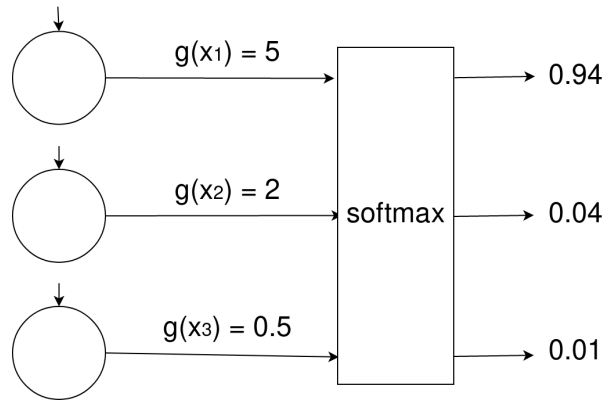 g(x1) = 5
0.94
g(x2) = 2
softmax
0.04
g(x3) = 0.5
0.01